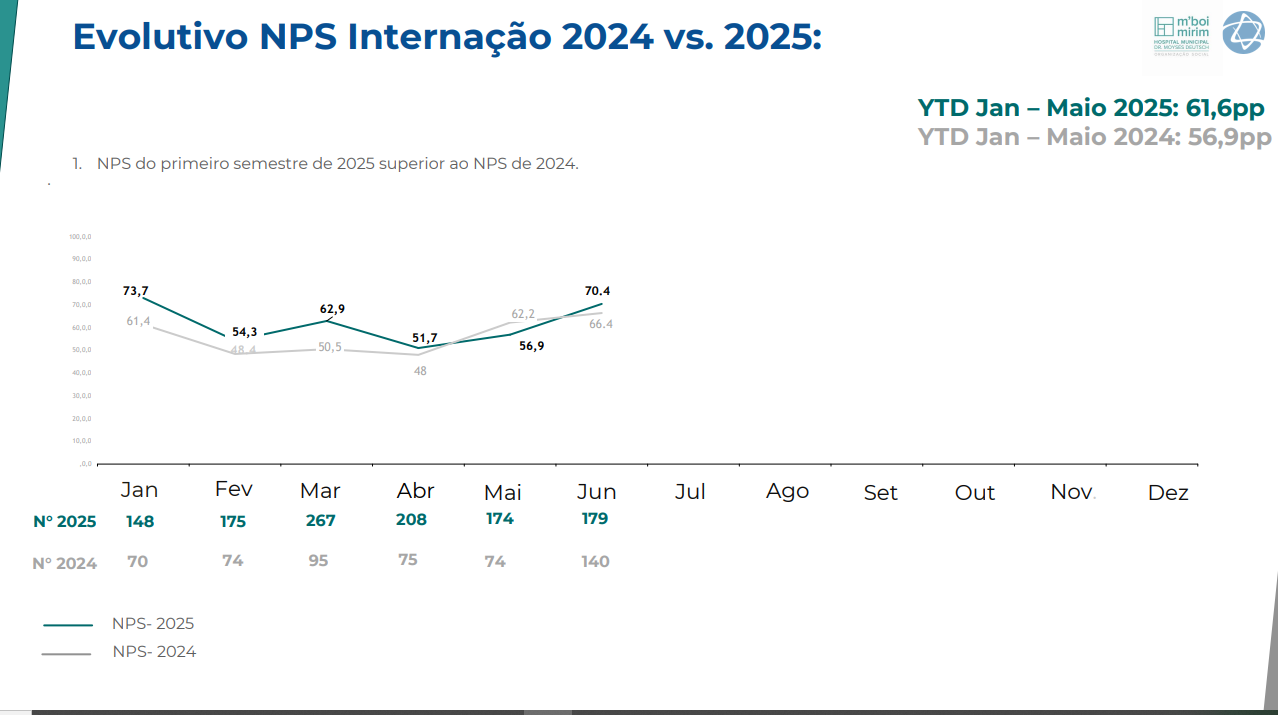 Evolutivo NPS Internação 2024 vs. 2025:
m'boi
mirim
HOSPITAL MUNICIPAL
DR. MOYSÉS DEUTSCH
YTD Jan – Maio 2025: 61,6pp
YTD Jan – Maio 2024: 56,9pp
1. NPS do primeiro semestre de 2025 superior ao NPS de 2024.
.
100,0,0
90,0,0
80,0,0
70,0,0
60,0,0
50,0,0
40,0,0
30,0,0
20,0,0
10,0,0
,0,0
73,7 54,3 62,9 51,7 56,9 70.4
61,4 48,4 50,5 48 62,2 66.4
Jan Fev Mar Abr Mai Jun Jul Ago Set Out Nov. Dez
N° 2025 148 175 267 208 174 179
N° 2024 70 74 95 75 74 140
NPS- 2025
NPS- 2024